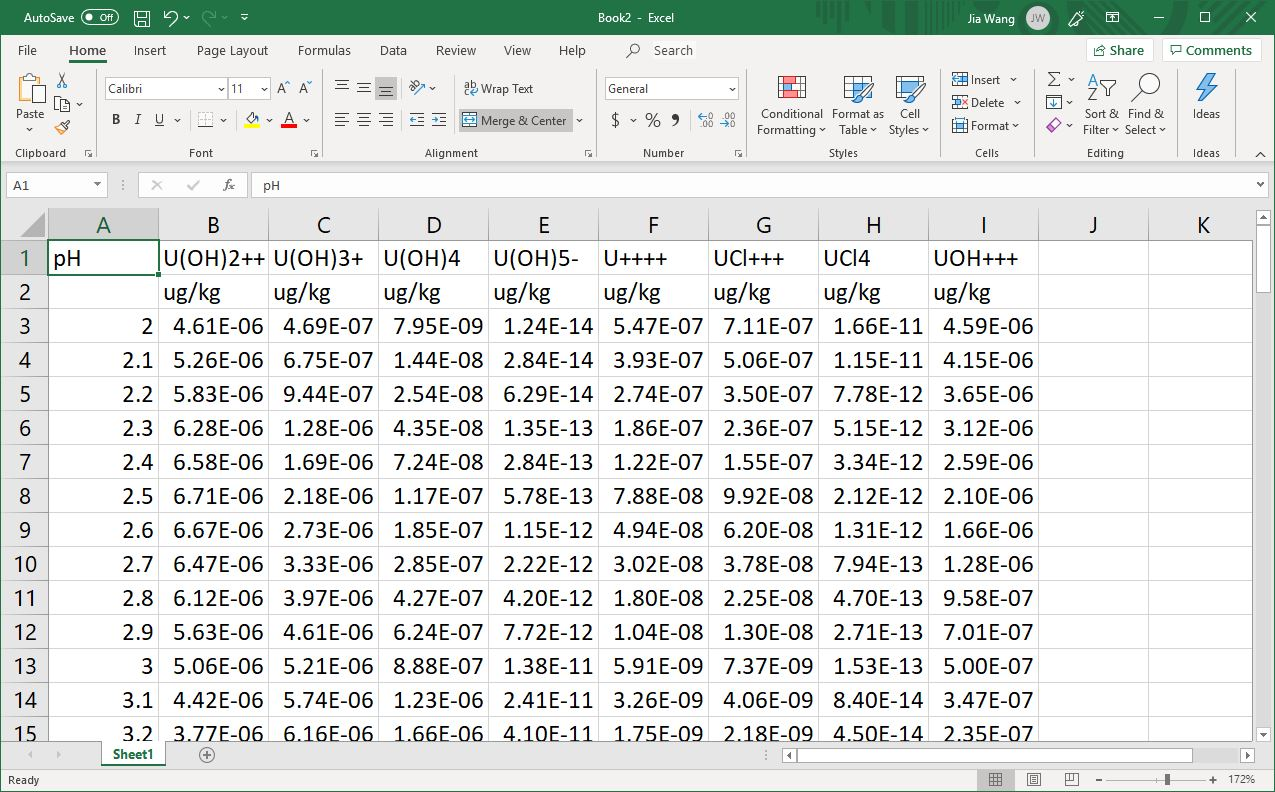 AutoSave Off Book2 - Excel Jia Wang JW
File Home Insert Page Layout Formulas Data Review View Help Search Share Comments
Paste
Calibri 11
B I U
Wrap Text
Merge & Center
General
$ % ,
Conditional Formatting
Format as Table
Cell Styles
Insert
Delete
Format
Sort & Filter
Find & Select
Ideas
Clipboard Font Alignment Number Styles Cells Editing Ideas
A1 fx pH
A B C D E F G H I J K
1 pH U(OH)2++ U(OH)3+ U(OH)4 U(OH)5- U++++ UCl+++ UCl4 UOH+++
2 ug/kg ug/kg ug/kg ug/kg ug/kg ug/kg ug/kg ug/kg
3 2 4.61E-06 4.69E-07 7.95E-09 1.24E-14 5.47E-07 7.11E-07 1.66E-11 4.59E-06
4 2.1 5.26E-06 6.75E-07 1.44E-08 2.84E-14 3.93E-07 5.06E-07 1.15E-11 4.15E-06
5 2.2 5.83E-06 9.44E-07 2.54E-08 6.29E-14 2.74E-07 3.50E-07 7.78E-12 3.65E-06
6 2.3 6.28E-06 1.28E-06 4.35E-08 1.35E-13 1.86E-07 2.36E-07 5.15E-12 3.12E-06
7 2.4 6.58E-06 1.69E-06 7.24E-08 2.84E-13 1.22E-07 1.55E-07 3.34E-12 2.59E-06
8 2.5 6.71E-06 2.18E-06 1.17E-07 5.78E-13 7.88E-08 9.92E-08 2.12E-12 2.10E-06
9 2.6 6.67E-06 2.73E-06 1.85E-07 1.15E-12 4.94E-08 6.20E-08 1.31E-12 1.66E-06
10 2.7 6.47E-06 3.33E-06 2.85E-07 2.22E-12 3.02E-08 3.78E-08 7.94E-13 1.28E-06
11 2.8 6.12E-06 3.97E-06 4.27E-07 4.20E-12 1.80E-08 2.25E-08 4.70E-13 9.58E-07
12 2.9 5.63E-06 4.61E-06 6.24E-07 7.72E-12 1.04E-08 1.30E-08 2.71E-13 7.01E-07
13 3 5.06E-06 5.21E-06 8.88E-07 1.38E-11 5.91E-09 7.37E-09 1.53E-13 5.00E-07
14 3.1 4.42E-06 5.74E-06 1.23E-06 2.41E-11 3.26E-09 4.06E-09 8.40E-14 3.47E-07
15 3.2 3.77E-06 6.16E-06 1.66E-06 4.10E-11 1.75E-09 2.18E-09 4.50E-14 2.35E-07
Sheet1
Ready 172%